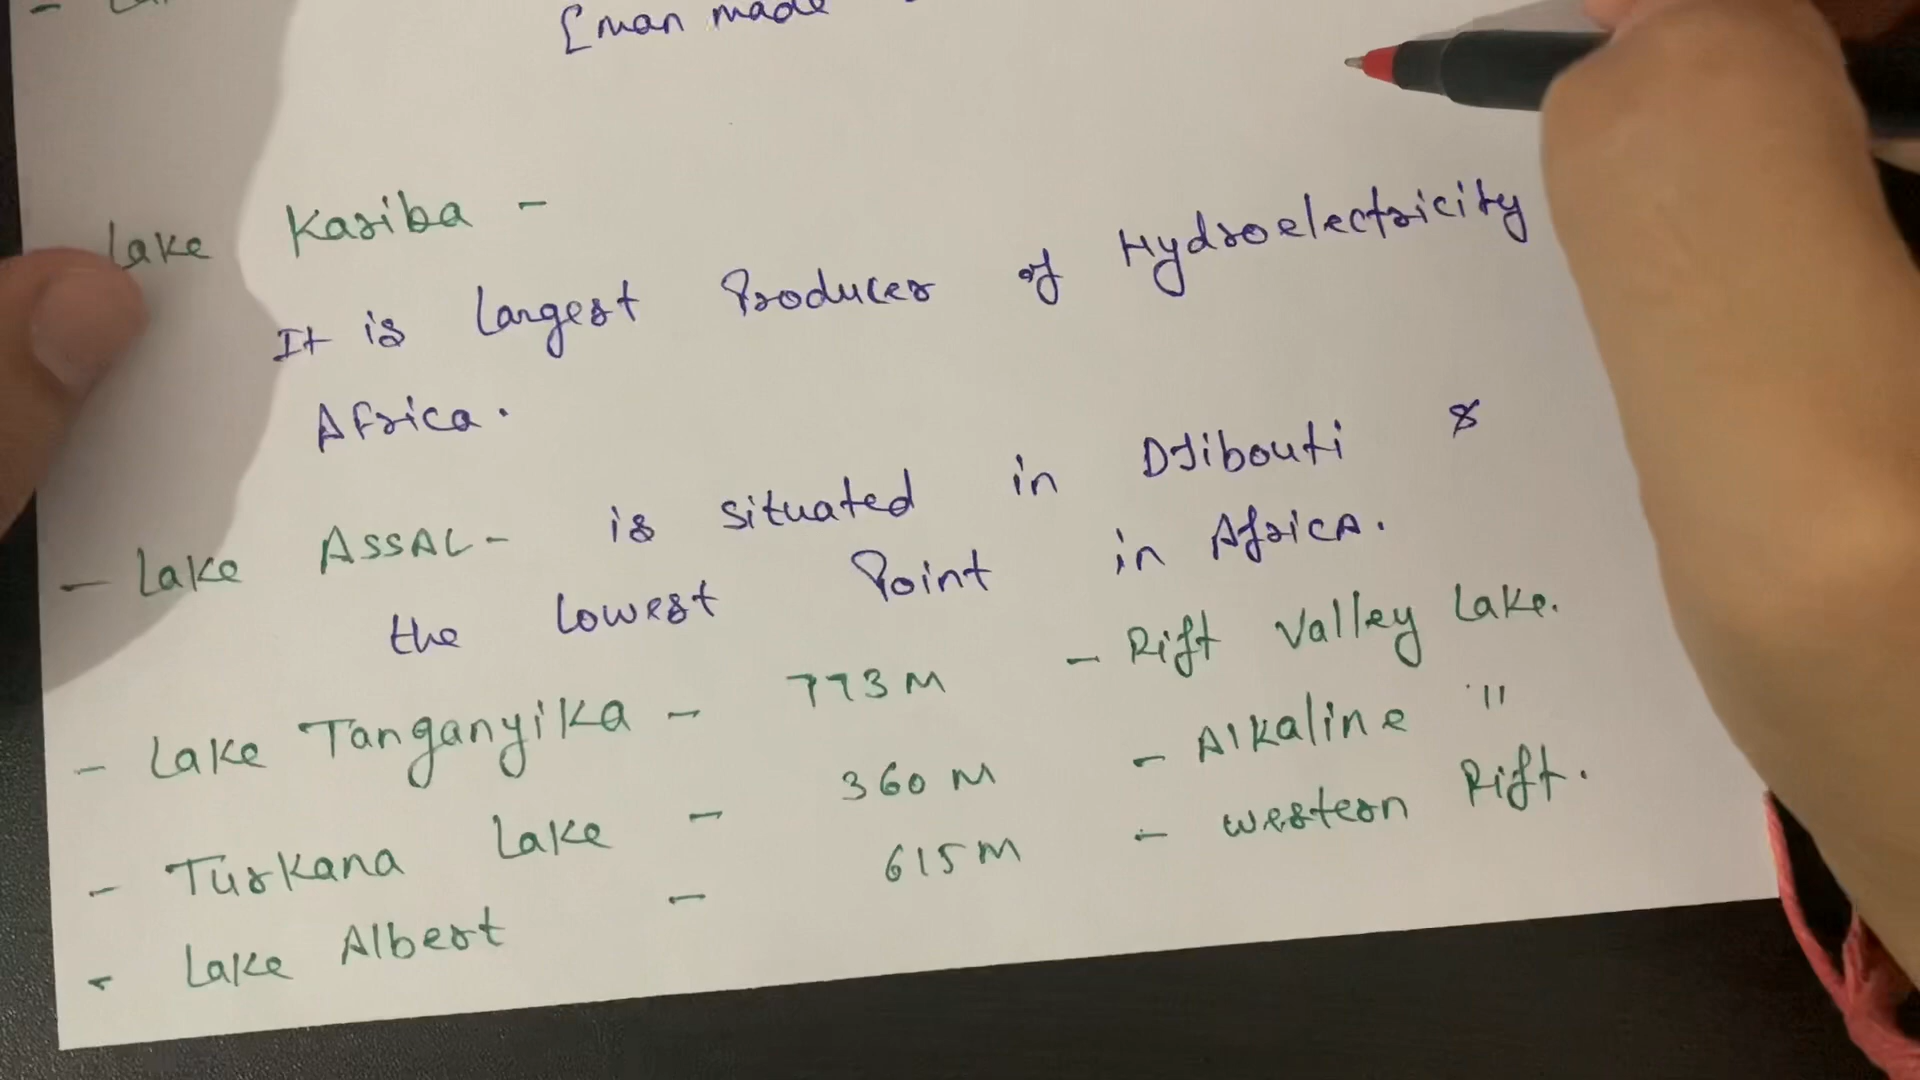 [man made
Lake Kariba -
It is Largest Producer of Hydroelectricity
Africa.
- Lake ASSAL - is situated in DJibouti &
the lowest Point in Africa.
- Lake Tanganyika - 773 M - Rift Valley Lake.
- Turkana Lake - 360 M - Alkaline "
- Lake Albert - 615 M - western Rift.